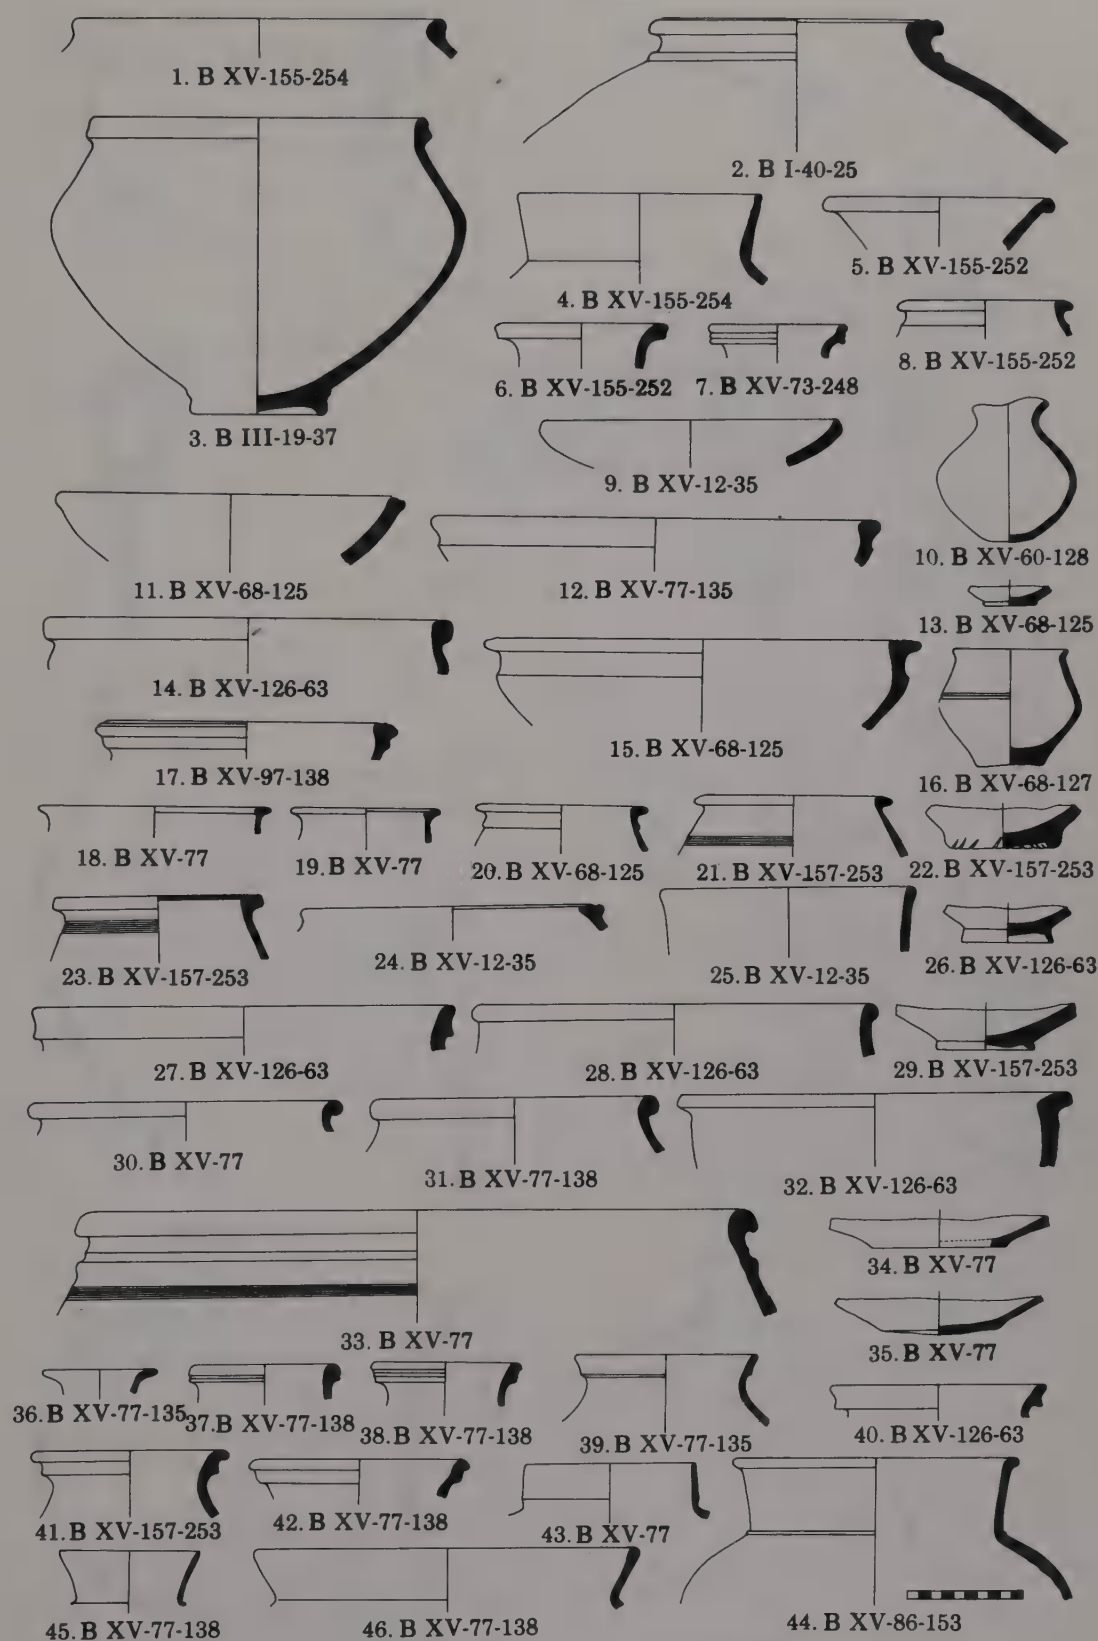 1. B XV-155-254
2. B I-40-25
3. B III-19-37
4. B XV-155-254
5. B XV-155-252
6. B XV-155-252
7. B XV-73-248
8. B XV-155-252
9. B XV-12-35
10. B XV-60-128
11. B XV-68-125
12. B XV-77-135
13. B XV-68-125
14. B XV-126-63
15. B XV-68-125
16. B XV-68-127
17. B XV-97-138
18. B XV-77
19. B XV-77
20. B XV-68-125
21. B XV-157-253
22. B XV-157-253
23. B XV-157-253
24. B XV-12-35
25. B XV-12-35
26. B XV-126-63
27. B XV-126-63
28. B XV-126-63
29. B XV-157-253
30. B XV-77
31. B XV-77-138
32. B XV-126-63
33. B XV-77
34. B XV-77
35. B XV-77
36. B XV-77-135
37. B XV-77-138
38. B XV-77-138
39. B XV-77-135
40. B XV-126-63
41. B XV-157-253
42. B XV-77-138
43. B XV-77
44. B XV-86-153
45. B XV-77-138
46. B XV-77-138